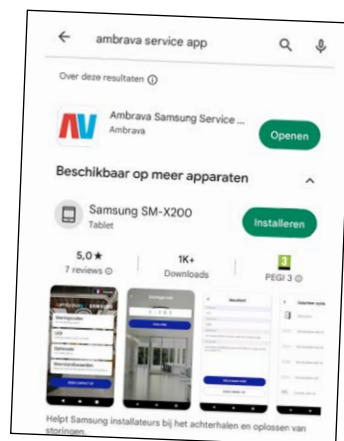 ambrava service app
Over deze resultaten
Ambrava Samsung Service ...
Ambrava
Openen
Beschikbaar op meer apparaten
Samsung SM-X200
Tablet
Installeren
5,0★
7 reviews
1K+
Downloads
3
PEGI 3
Helpt Samsung installateurs bij het achterhalen en oplossen van
storingen.